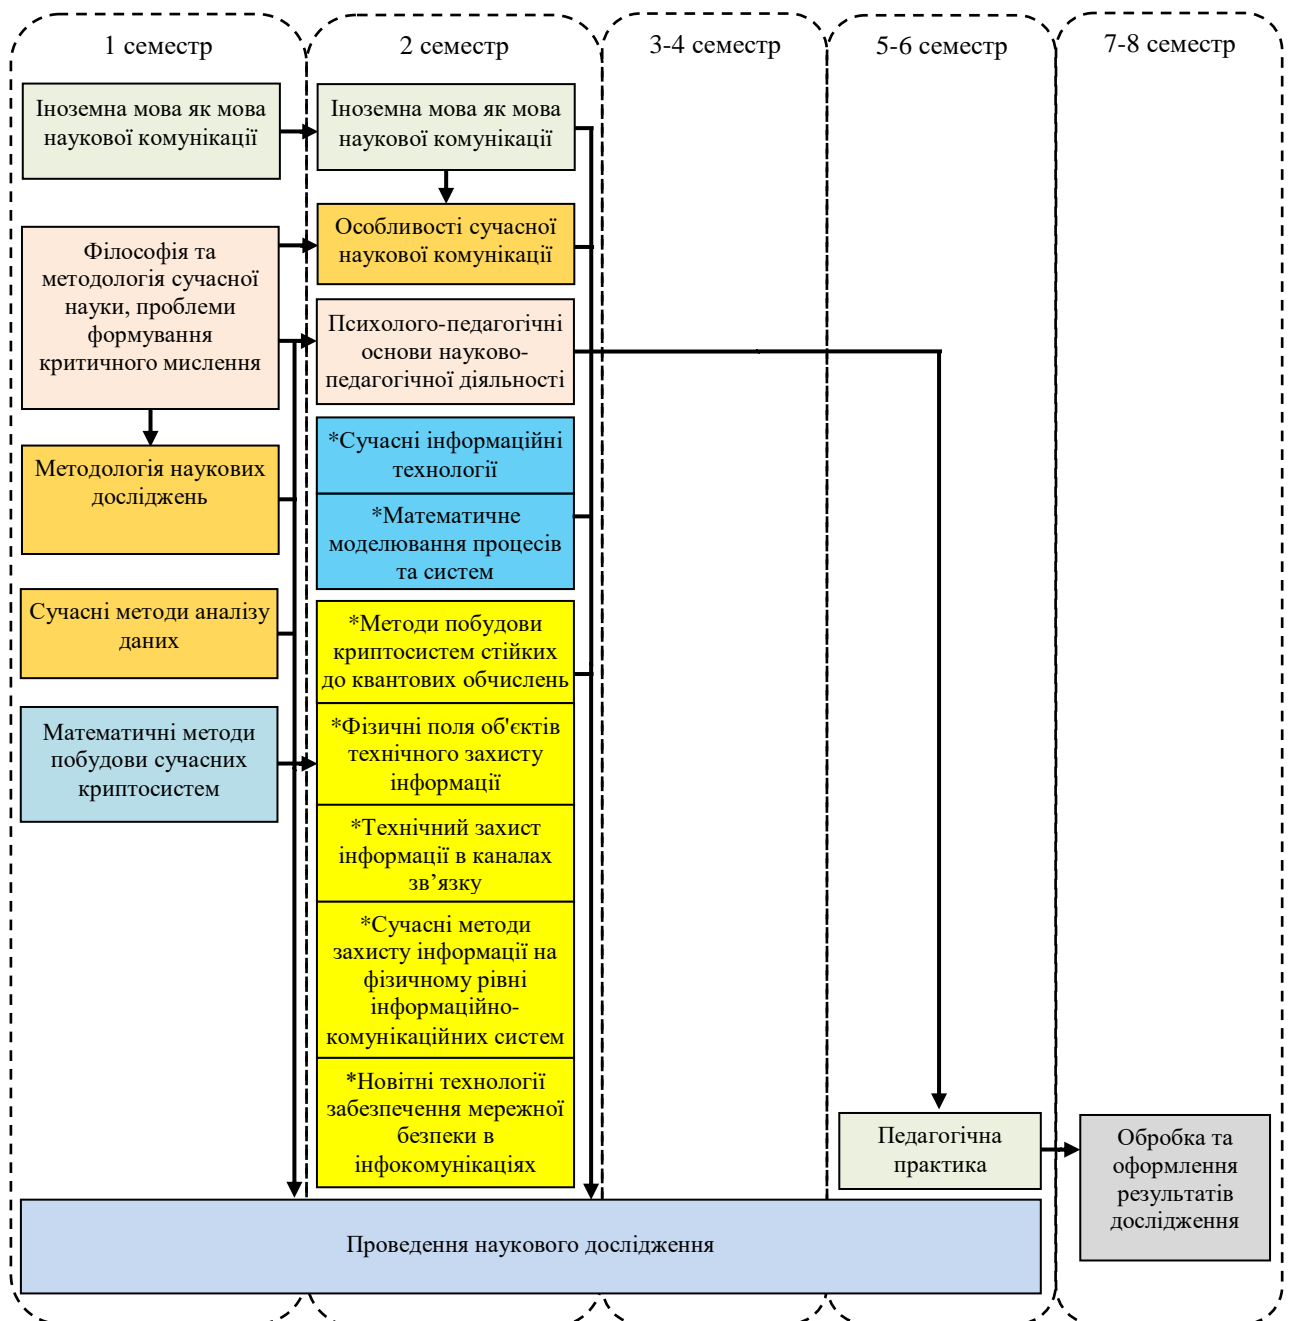 1 семестр
2 семестр
3-4 семестр
5-6 семестр
7-8 семестр
Іноземна мова як мова
наукової комунікації
Філософія та
методологія сучасної
науки, проблеми
формування
критичного мислення
Методологія наукових
досліджень
Сучасні методи аналізу
даних
Математичні методи
побудови сучасних
криптосистем
Іноземна мова як мова
наукової комунікації
Особливості сучасної
наукової комунікації
Психолого-педагогічні
основи науково-
педагогічної діяльності
*Сучасні інформаційні
технології
*Математичне
моделювання процесів
та систем
*Методи побудови
криптосистем стійких
до квантових обчислень
*Фізичні поля об'єктів
технічного захисту
інформації
*Технічний захист
інформації в каналах
зв’язку
*Сучасні методи
захисту інформації на
фізичному рівні
інформаційно-
комунікаційних систем
*Новітні технології
забезпечення мережної
безпеки в
інфокомунікаціях
Педагогічна
практика
Обробка та
оформлення
результатів
дослідження
Проведення наукового дослідження